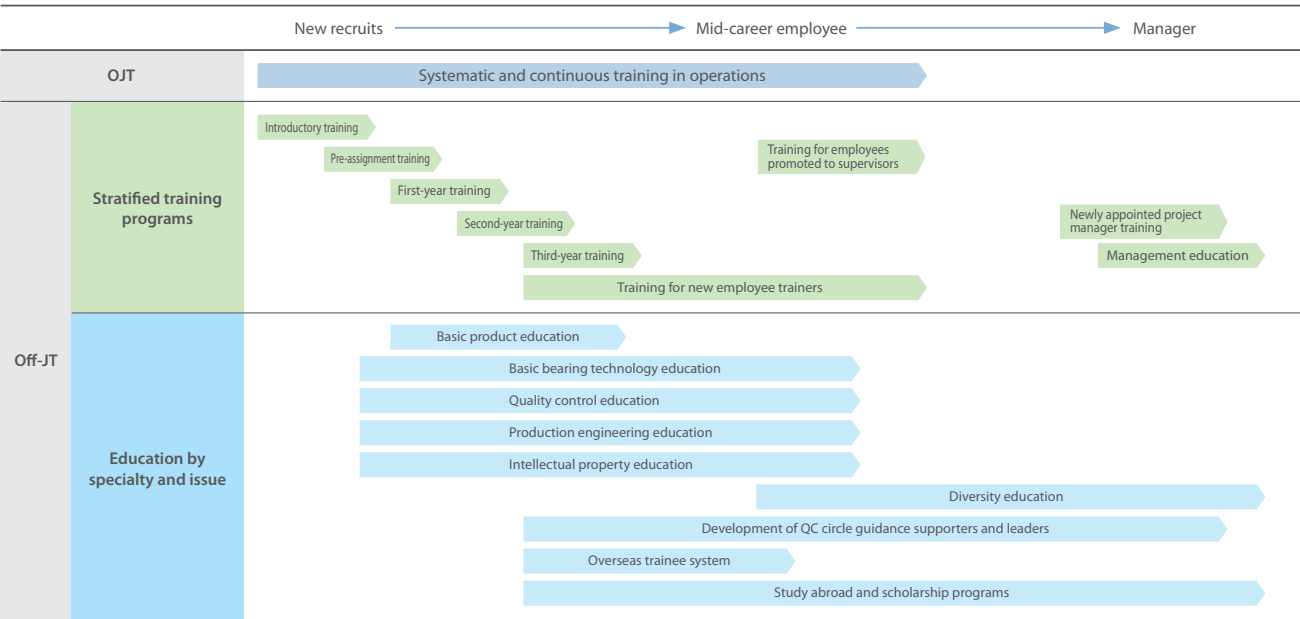 New recruits
Mid-career employee
Manager
OJT
Systematic and continuous training in operations
Off-JT
Stratified training
programs
Introductory training
Pre-assignment training
First-year training
Second-year training
Third-year training
Training for new employee trainers
Training for employees
promoted to supervisors
Newly appointed project
manager training
Management education
Education by
specialty and issue
Basic product education
Basic bearing technology education
Quality control education
Production engineering education
Intellectual property education
Diversity education
Development of QC circle guidance supporters and leaders
Overseas trainee system
Study abroad and scholarship programs